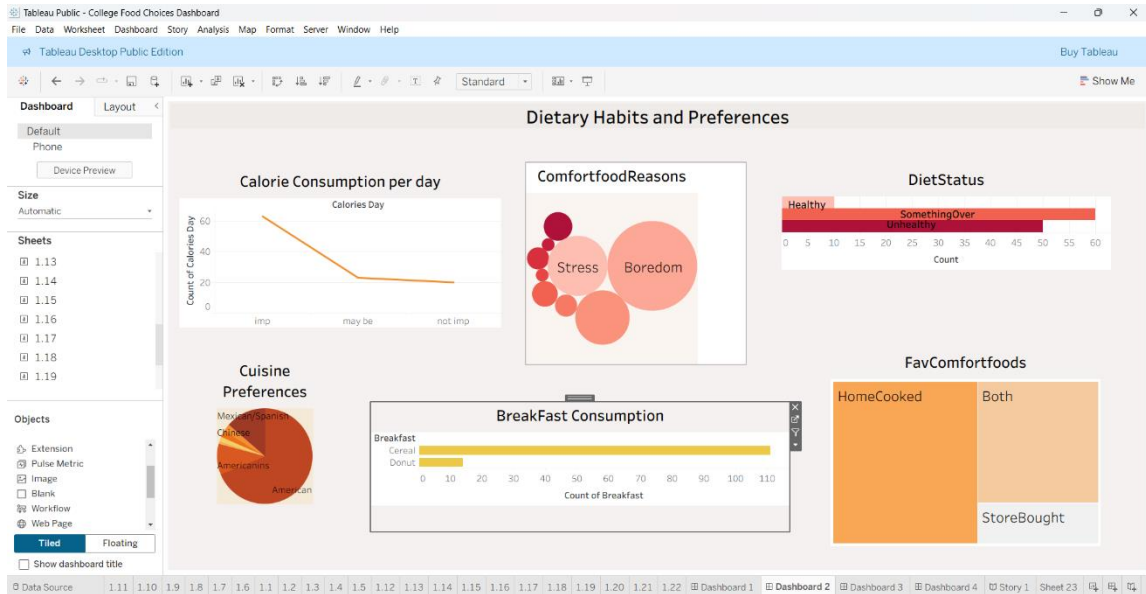 Tableau Public - College Food Choices Dashboard
File Data Worksheet Dashboard Story Analysis Map Format Server Window Help
Tableau Desktop Public Edition
Buy Tableau
Standard
Show Me
Dashboard Layout
Default
Phone
Device Preview
Size
Automatic
Sheets
1.13
1.14
1.15
1.16
1.17
1.18
1.19
Objects
Extension
Pulse Metric
Image
Blank
Workflow
Web Page
Tiled Floating
Show dashboard title
Dietary Habits and Preferences
Calorie Consumption per day
Calories Day
Count of Calories Day
60
40
20
0
imp may be not imp
ComfortfoodReasons
Stress Boredom
DietStatus
Healthy
SomethingOver
Unhealthy
0 5 10 15 20 25 30 35 40 45 50 55 60
Count
Cuisine
Preferences
Mexican/Spanish
Chinese
Americanins
American
BreakFast Consumption
Breakfast
Cereal
Donut
0 10 20 30 40 50 60 70 80 90 100 110
Count of Breakfast
FavComfortfoods
HomeCooked Both
StoreBought
Data Source 1.11 1.10 1.9 1.8 1.7 1.6 1.1 1.2 1.3 1.4 1.5 1.12 1.13 1.14 1.15 1.16 1.17 1.18 1.19 1.20 1.21 1.22 Dashboard 1 Dashboard 2 Dashboard 3 Dashboard 4 Story 1 Sheet 23